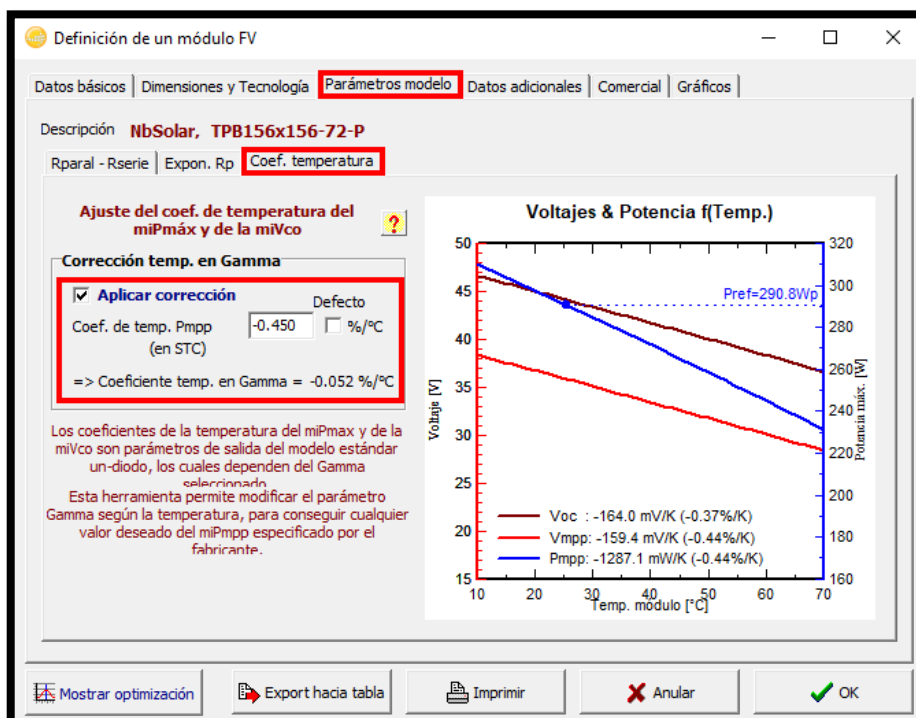 Definición de un módulo FV
Datos básicos Dimensiones y Tecnología Parámetros modelo Datos adicionales Comercial Gráficos
Descripción NbSolar, TPB156x156-72-P
Rparal - Rserie Expon. Rp Coef. temperatura
Ajuste del coef. de temperatura del
miPmáx y de la miVco
?
Corrección temp. en Gamma
Aplicar corrección
Defecto
Coef. de temp. Pmpp -0.450 %/ºC
(en STC)
=> Coeficiente temp. en Gamma = -0.052 %/ºC
Los coeficientes de la temperatura del miPmax y de la
miVco son parámetros de salida del modelo estándar
un-diodo, los cuales dependen del Gamma
seleccionado
Esta herramienta permite modificar el parámetro
Gamma según la temperatura, para conseguir cualquier
valor deseado del miPmpp especificado por el
fabricante.
Voltajes & Potencia f(Temp.)
50
45
40
35
30
25
20
15
Voltaje [V]
320
300
280
260
240
220
200
180
160
Potencia máx. [W]
Pref=290.8Wp
Voc : -164.0 mV/K (-0.37%/K)
Vmpp: -159.4 mV/K (-0.44%/K)
Pmpp: -1287.1 mW/K (-0.44%/K)
10 20 30 40 50 60 70
Temp. módulo [°C]
Mostrar optimización Export hacia tabla Imprimir Anular OK